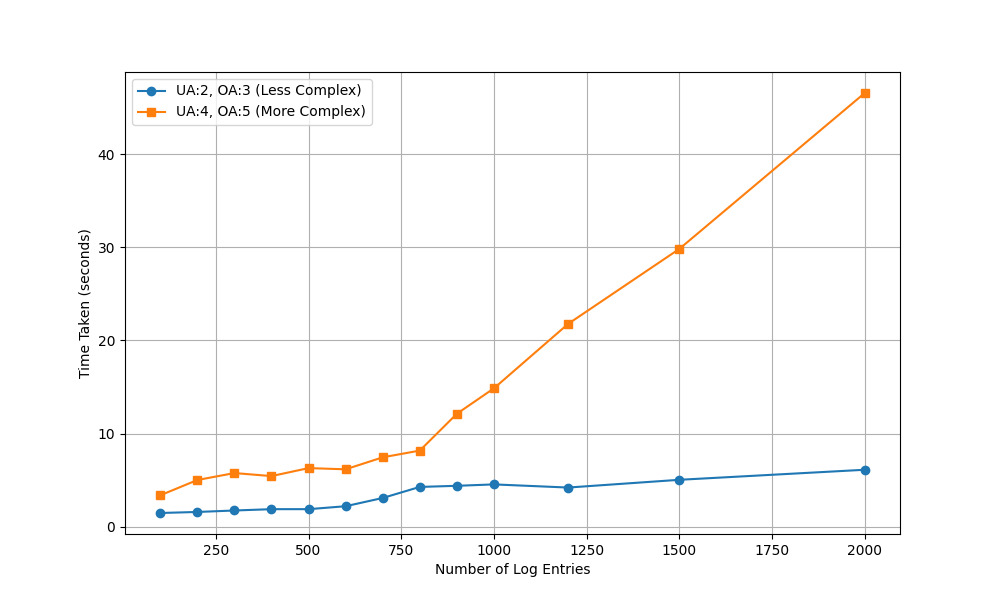 UA:2, OA:3 (Less Complex)
UA:4, OA:5 (More Complex)
40
30
20
10
0
Time Taken (seconds)
250 500 750 1000 1250 1500 1750 2000
Number of Log Entries